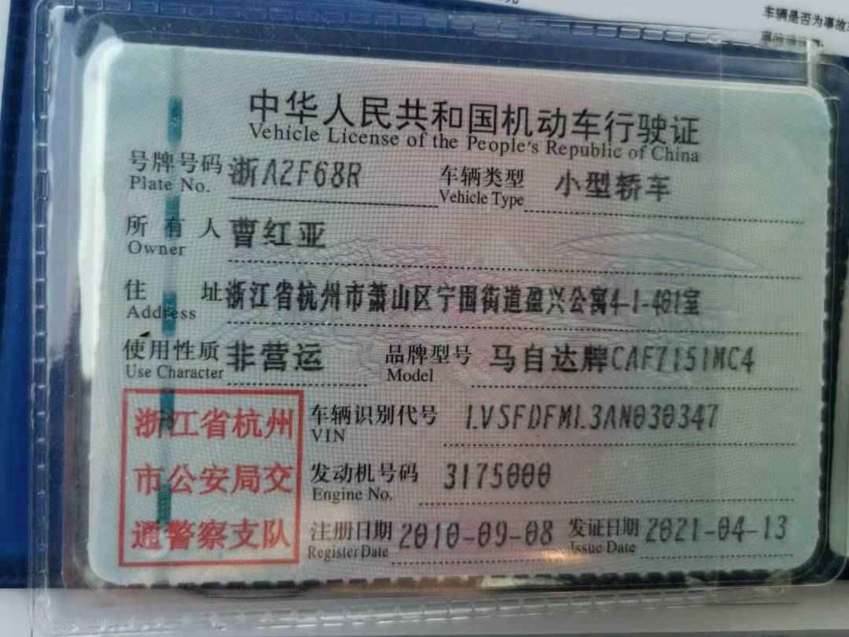 车辆是否为事故
中华人民共和国机动车行驶证
Vehicle License of the People's Republic of China
号牌号码 浙A2F68R 车辆类型 小型轿车
Plate No. Vehicle Type
所有人 曹红亚
Owner
住址 浙江省杭州市萧山区宁围街道盈兴公寓4-1-401室
Address
使用性质 非营运 品牌型号 马自达牌CAF7151MC4
Use Character Model
浙江省杭州 车辆识别代号 LVSFDFML3AN030347
VIN
市公安局交 发动机号码 3175000
Engine No.
通警察支队 注册日期 2010-09-08 发证日期 2021-04-13
Register Date Issue Date